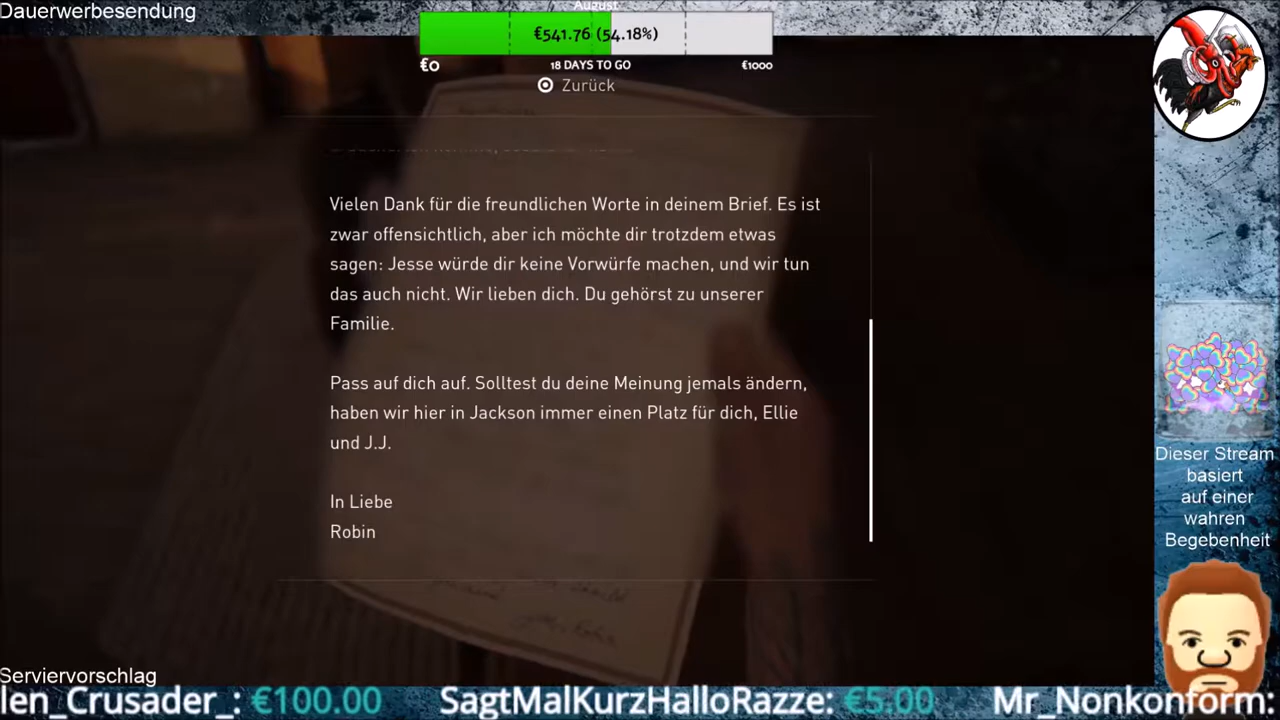 Dauerwerbesendung
August
€541.76 (54.18%)
€0
18 DAYS TO GO
€1000
Zurück
Vielen Dank für die freundlichen Worte in deinem Brief. Es ist
zwar offensichtlich, aber ich möchte dir trotzdem etwas
sagen: Jesse würde dir keine Vorwürfe machen, und wir tun
das auch nicht. Wir lieben dich. Du gehörst zu unserer
Familie.
Pass auf dich auf. Solltest du deine Meinung jemals ändern,
haben wir hier in Jackson immer einen Platz für dich, Ellie
und J.J.
In Liebe
Robin
Dieser Stream
basiert
auf einer
wahren
Begebenheit
Serviervorschlag
len_Crusader_: €100.00 SagtMalKurzHalloRazze: €5.00 Mr_Nonkonform: